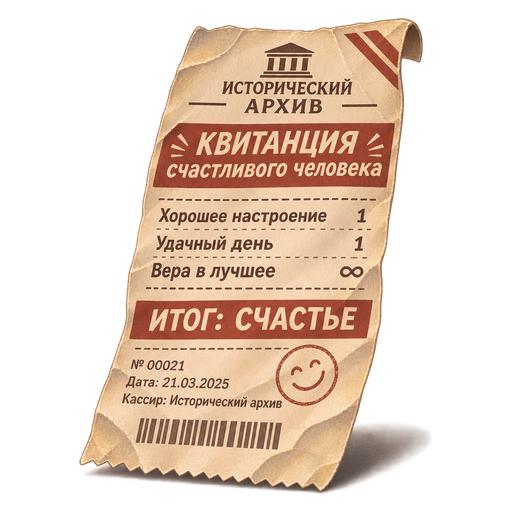 ИСТОРИЧЕСКИЙ
АРХИВ
КВИТАНЦИЯ
счастливого человека
Хорошее настроение 1
Удачный день 1
Вера в лучшее ∞
ИТОГ: СЧАСТЬЕ
№ 00021
Дата: 21.03.2025
Кассир: Исторический архив